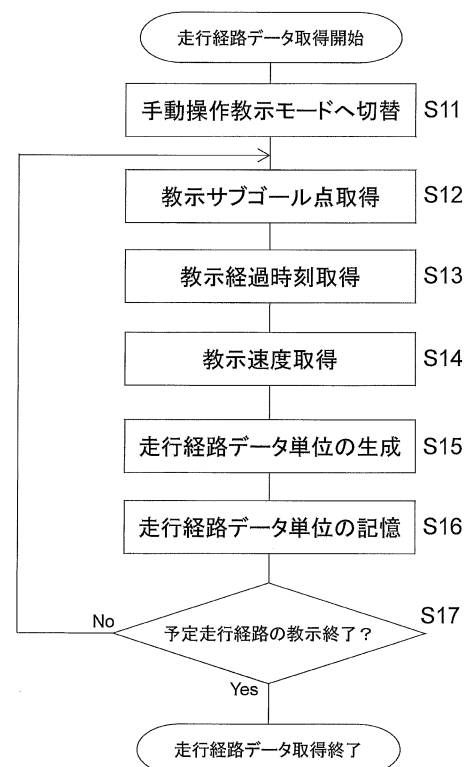 走行経路データ取得開始
手動操作教示モードへ切替 S11
教示サブゴール点取得 S12
教示経過時刻取得 S13
教示速度取得 S14
走行経路データ単位の生成 S15
走行経路データ単位の記憶 S16
S17
予定走行経路の教示終了?
No
Yes
走行経路データ取得終了